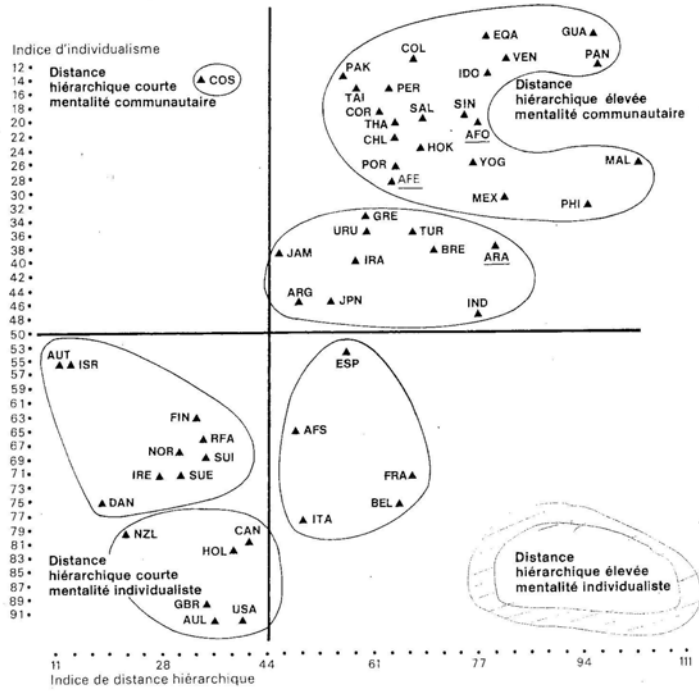 Indice d'individualisme
12
14
16
18
20
22
24
26
28
30
32
34
36
38
40
42
44
46
48
50
53
55
57
59
61
63
65
67
69
71
73
75
77
79
81
83
85
87
89
91
Distance
hiérarchique courte
mentalité communautaire
COS
EQA
GUA
COL
VEN
PAN
PAK
IDO
TAI
PER
Distance
hiérarchique élevée
mentalité communautaire
COR
SAL
SIN
THA
AFO
CHL
HOK
POR
YOG
MAL
AFE
MEX
PHI
GRE
URU
TUR
JAM
IRA
BRE
ARA
ARG
JPN
IND
AUT
ISR
ESP
FIN
AFS
RFA
NOR
SUI
IRE
SUE
FRA
DAN
BEL
ITA
NZL
CAN
HOL
Distance
hiérarchique courte
mentalité individualiste
GBR
AUL
USA
Distance
hiérarchique élevée
mentalité individualiste
11 28 44 61 77 94 111
Indice de distance hiérarchique